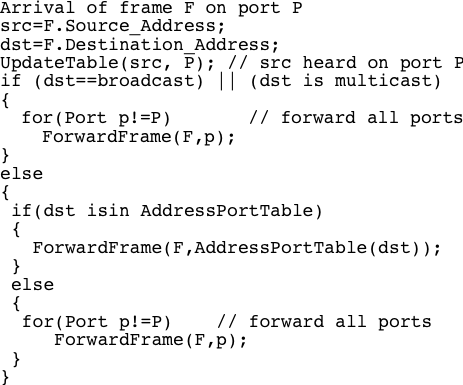 Arrival of frame F on port P
src=F.Source_Address;
dst=F.Destination_Address;
UpdateTable(src, P); // src heard on port P
if (dst==broadcast) || (dst is multicast)
{
  for(Port p!=P)       // forward all ports
    ForwardFrame(F,p);
}
else
{
 if(dst isin AddressPortTable)
 {
   ForwardFrame(F,AddressPortTable(dst));
 }
 else
  for(Port p!=P)    // forward all ports
     ForwardFrame(F,p);
 }
}